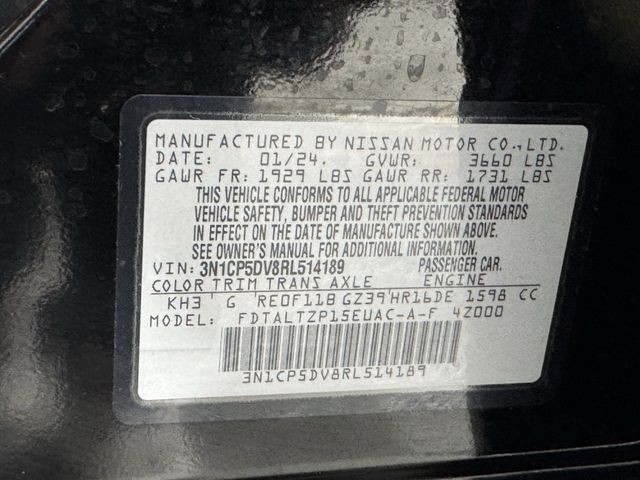 MANUFACTURED BY NISSAN MOTOR CO.,LTD.
DATE: 01/24. GVWR: 3660 LBS
GAWR FR: 1929 LBS GAWR RR: 1731 LBS
THIS VEHICLE CONFORMS TO ALL APPLICABLE FEDERAL MOTOR
VEHICLE SAFETY, BUMPER AND THEFT PREVENTION STANDARDS
IN EFFECT ON THE DATE OF MANUFACTURE SHOWN ABOVE.
SEE OWNER'S MANUAL FOR ADDITIONAL INFORMATION.
VIN: 3N1CP5DV8RL514189 PASSENGER CAR.
COLOR TRIM TRANS AXLE ENGINE
KH3 G RE0F11B GZ39 HR16DE 1598 CC
MODEL: FDTALTZP15EUAC-A-F 4Z000
3N1CP5DV8RL514189